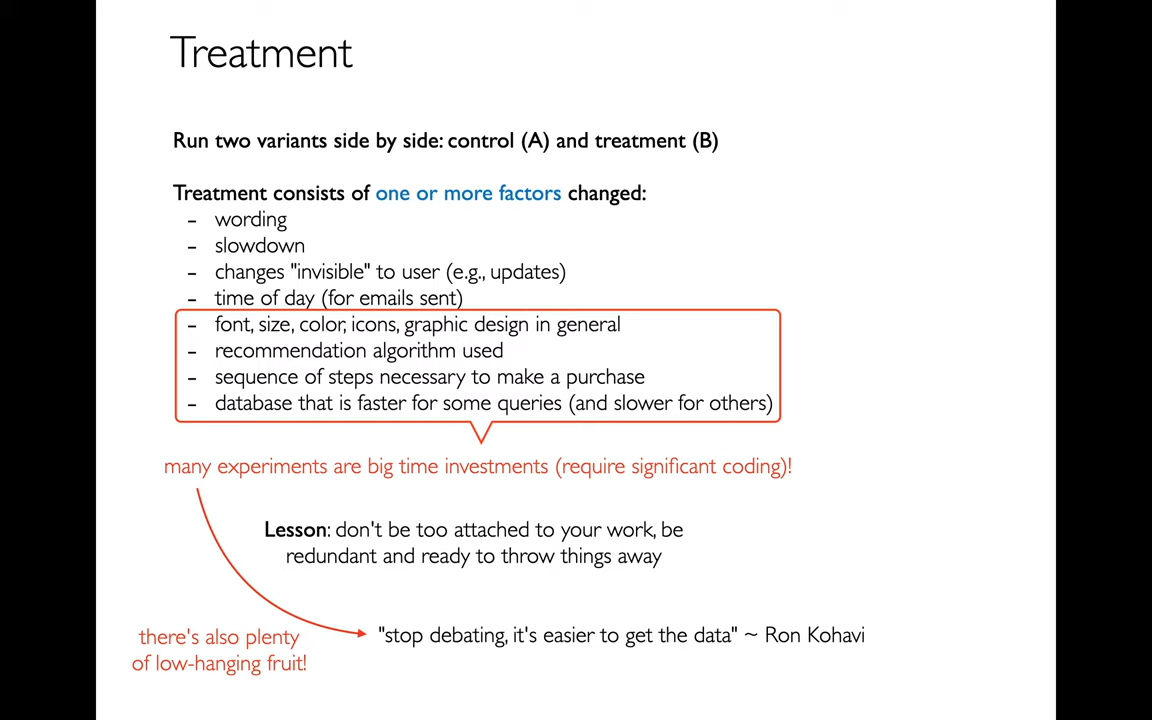 Treatment
Run two variants side by side: control (A) and treatment (B)
Treatment consists of one or more factors changed:
- wording
- slowdown
- changes "invisible" to user (e.g., updates)
- time of day (for emails sent)
- font, size, color, icons, graphic design in general
- recommendation algorithm used
- sequence of steps necessary to make a purchase
- database that is faster for some queries (and slower for others)
many experiments are big time investments (require significant coding)!
Lesson: don't be too attached to your work, be
redundant and ready to throw things away
there's also plenty
of low-hanging fruit!
"stop debating, it's easier to get the data" ~ Ron Kohavi